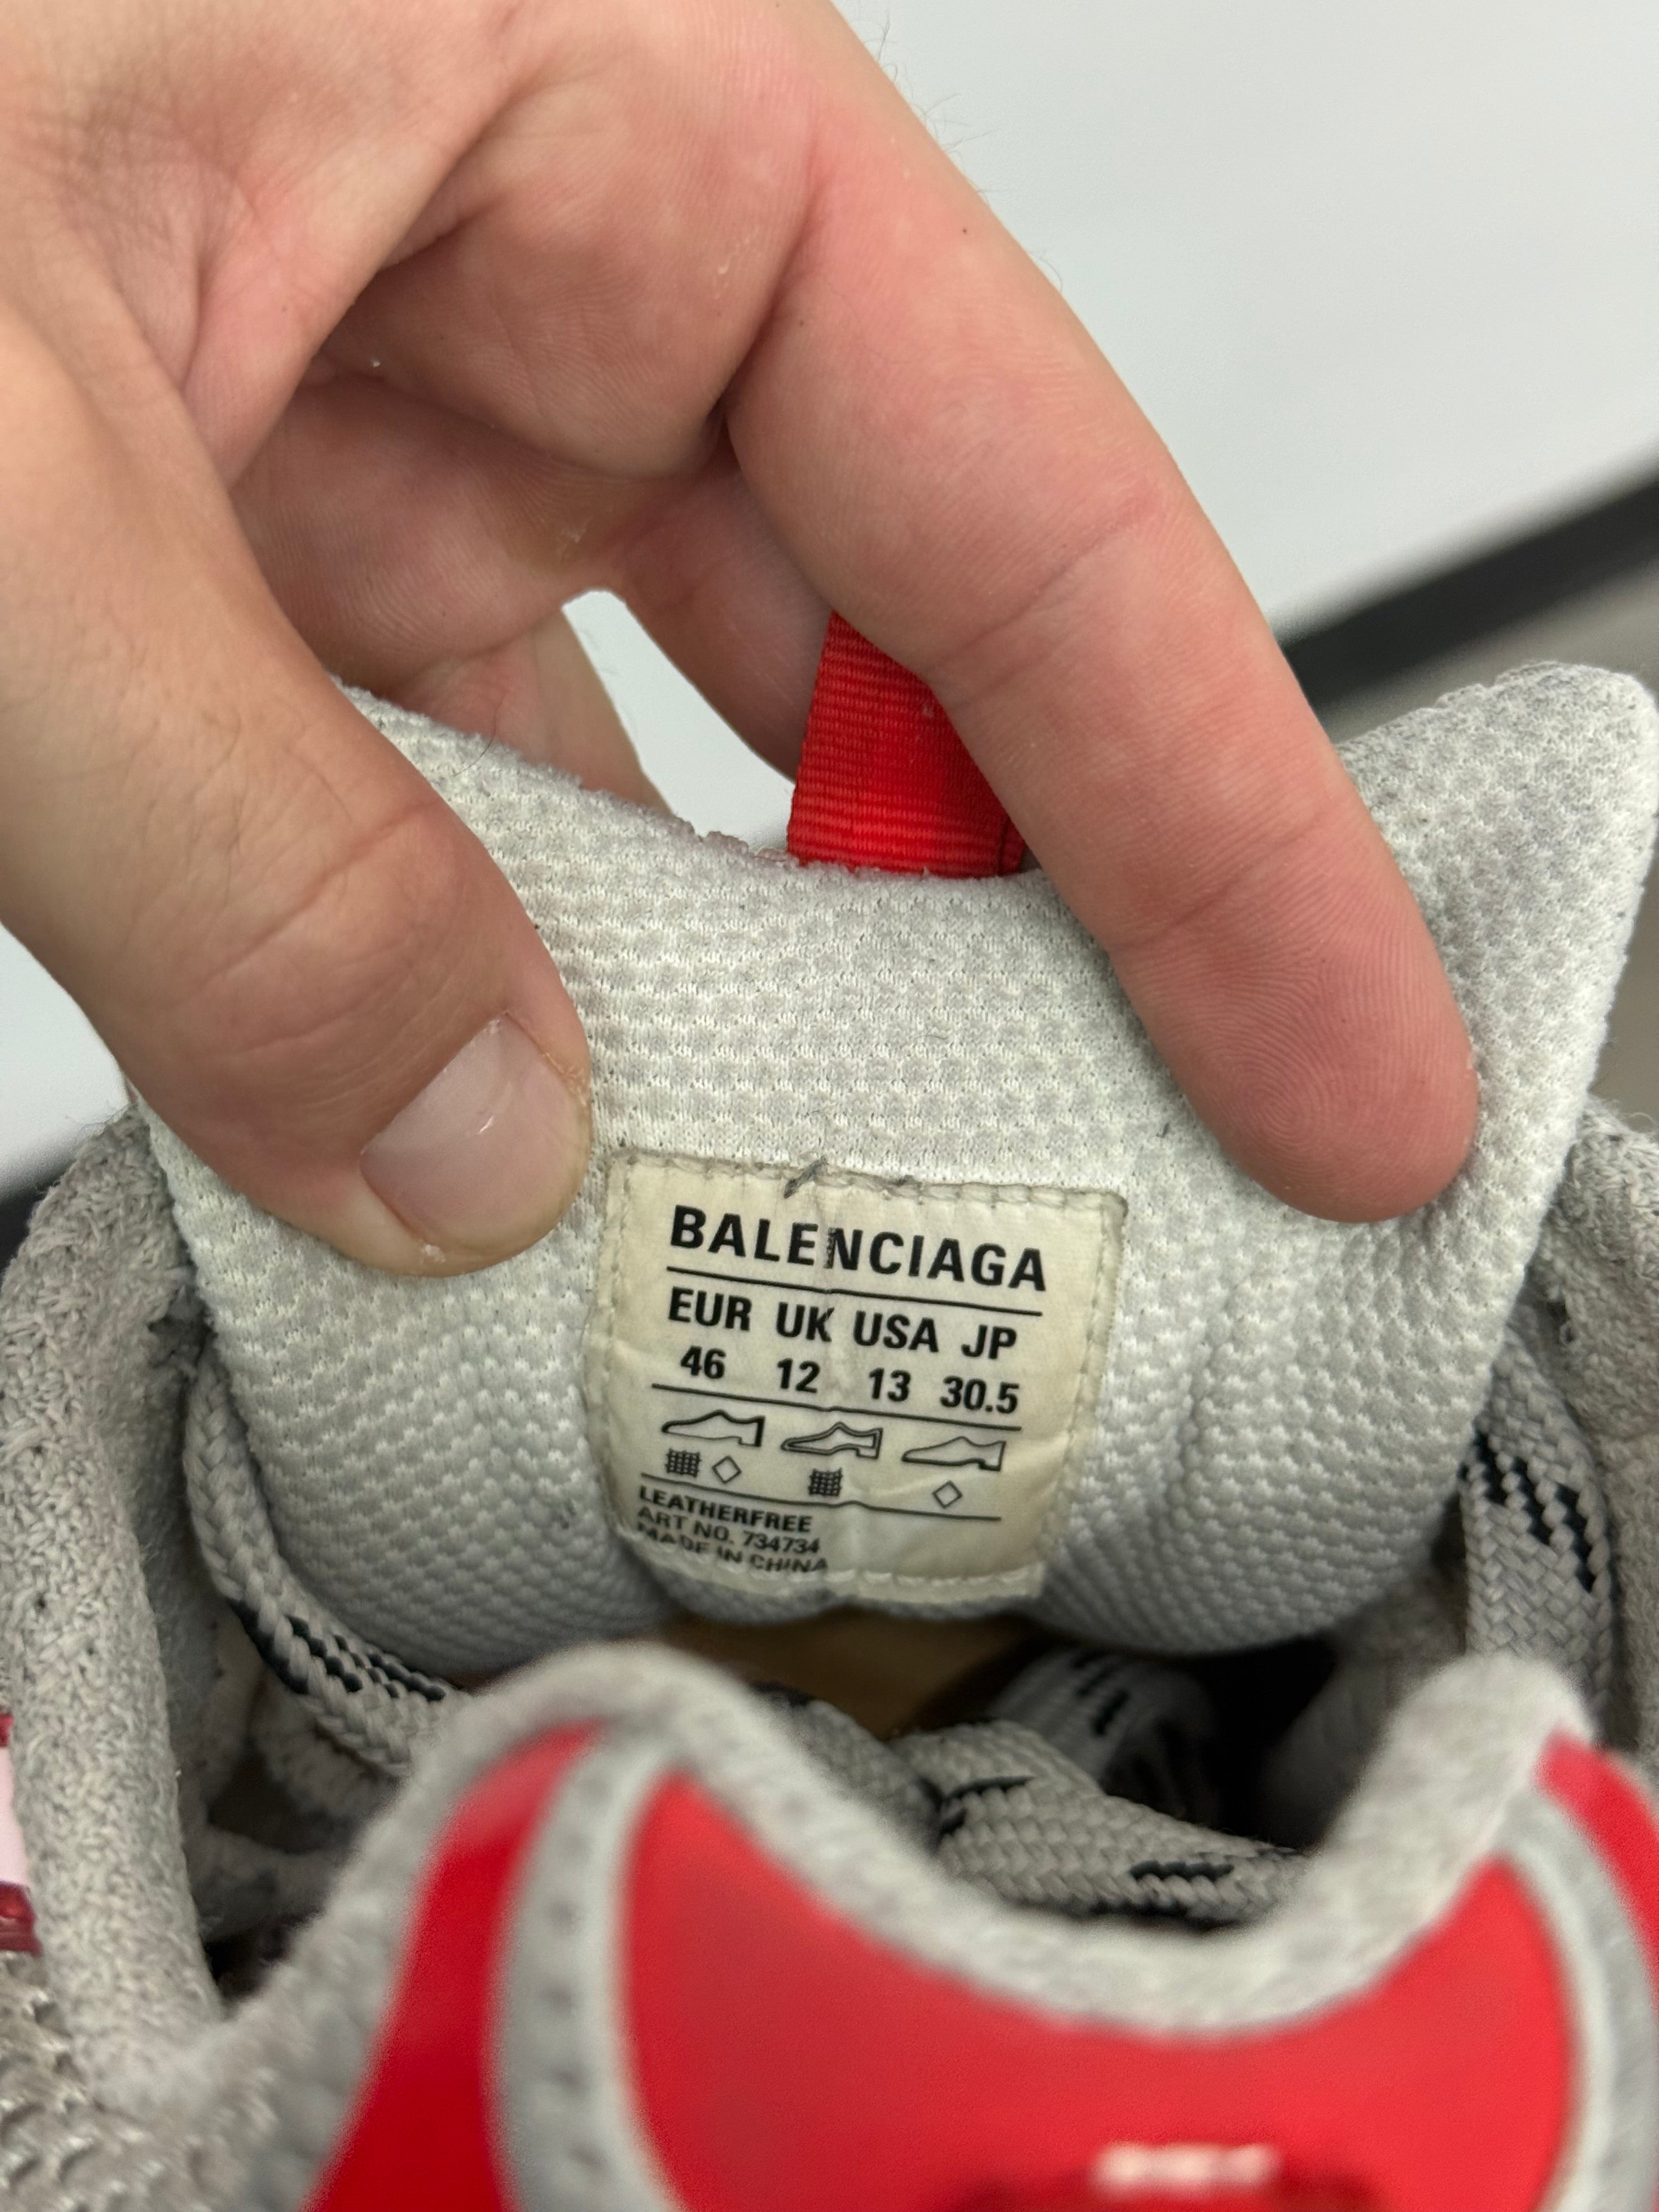 BALENCIAGA
EUR UK USA JP
46 12 13 30.5
LEATHERFREE
ART NO. 734734
MADE IN CHINA